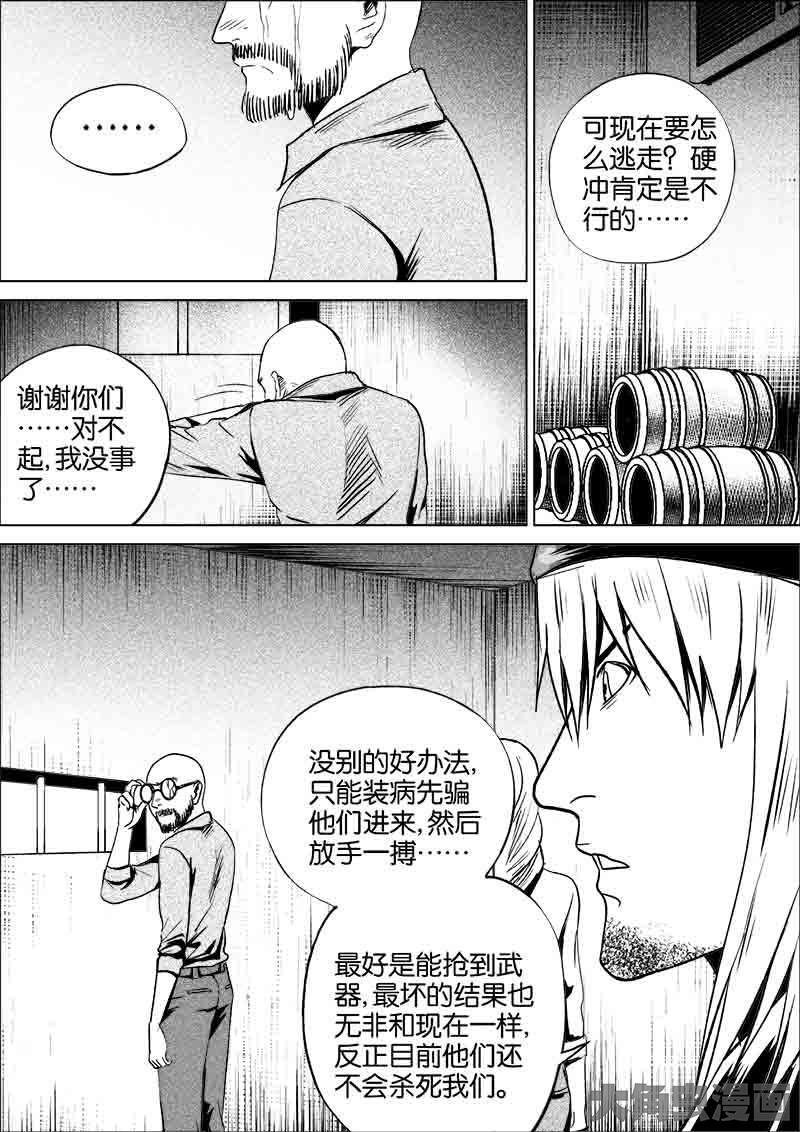 ……
谢谢你们
……对不
起,我没事
了……
可现在要怎
么逃走?硬
冲肯定是不
行的……
没别的好办法,
只能装病先骗
他们进来,然后
放手一搏……
最好是能抢到武
器,最坏的结果也
无非和现在一样,
反正目前他们还
不会杀死我们。
大角虫漫画